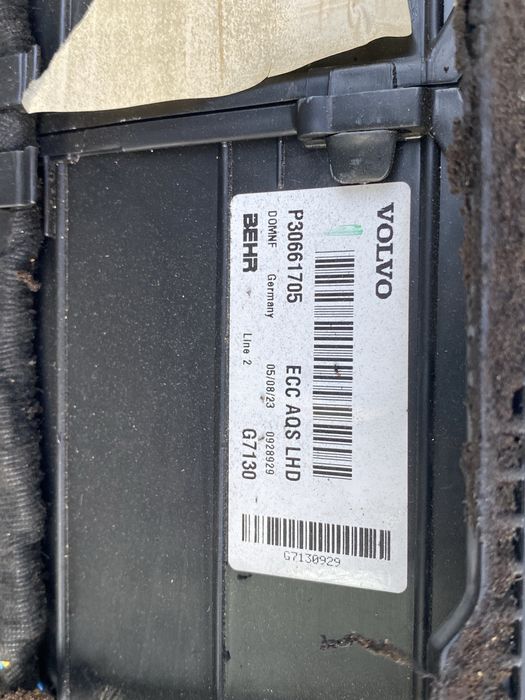 VOLVO
P30661705 ECC AQS LHD
DOMNF Germany 05/08/23 0928929
BEHR Line 2 G7130
G7130929